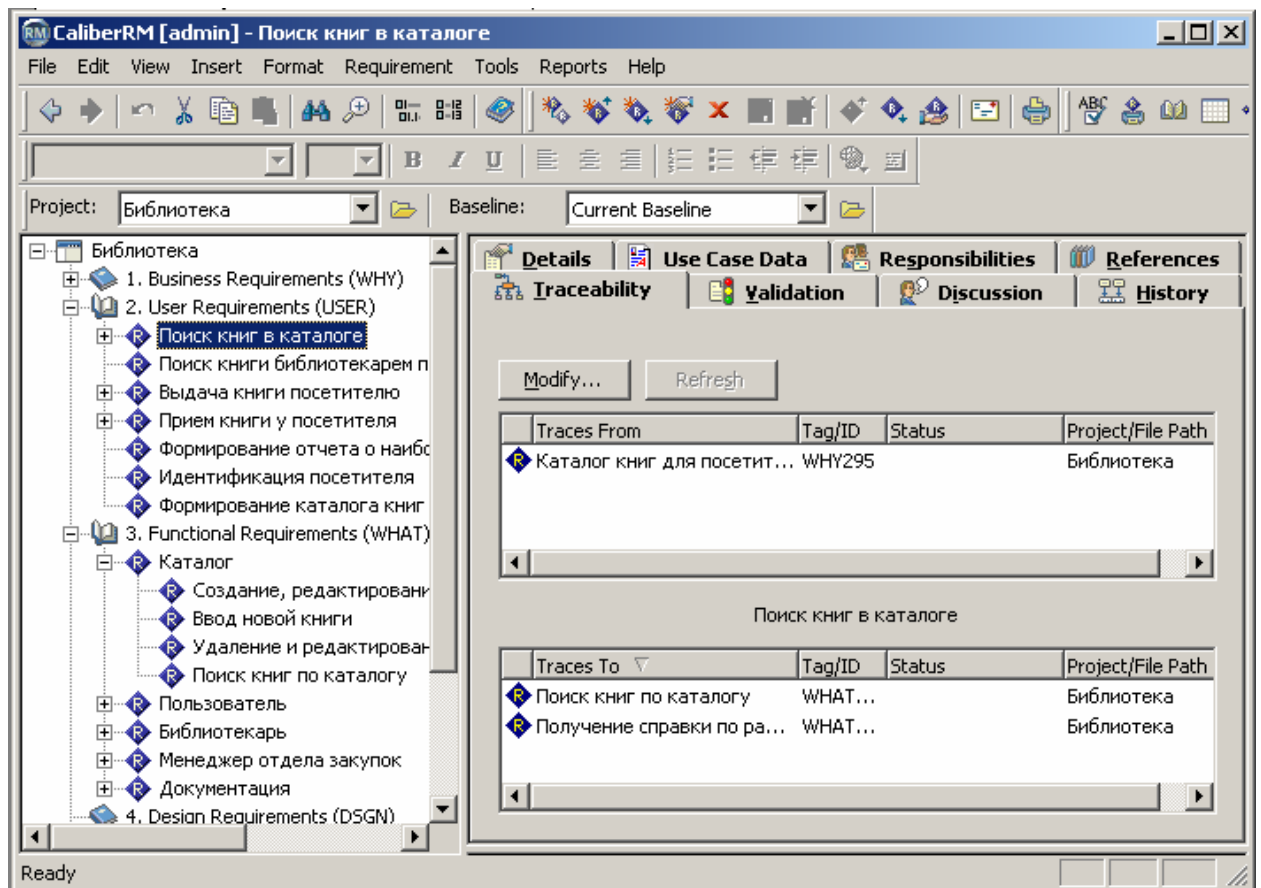 CaliberRM [admin] - Поиск книг в каталоге
File Edit View Insert Format Requirement Tools Reports Help
B I U
Project: Библиотека Baseline: Current Baseline
Библиотека
1. Business Requirements (WHY)
2. User Requirements (USER)
Поиск книг в каталоге
Поиск книги библиотекарем п
Выдача книги посетителю
Прием книги у посетителя
Формирование отчета о наибо
Идентификация посетителя
Формирование каталога книг
3. Functional Requirements (WHAT)
Каталог
Создание, редактировани
Ввод новой книги
Удаление и редактирован
Поиск книг по каталогу
Пользователь
Библиотекарь
Менеджер отдела закупок
Документация
4. Design Requirements (DSGN)
Details Use Case Data Responsibilities References
Traceability Validation Discussion History
Modify... Refresh
Traces From Tag/ID Status Project/File Path
Каталог книг для посетит... WHY295 Библиотека
Поиск книг в каталоге
Traces To Tag/ID Status Project/File Path
Поиск книг по каталогу WHAT... Библиотека
Получение справки по ра... WHAT... Библиотека
Ready